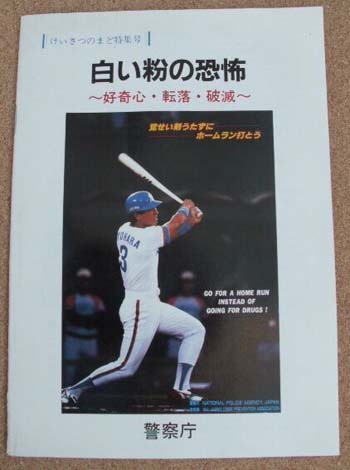 けいさつのまど特集号
白い粉の恐怖
～好奇心・転落・破滅～
覚せい剤うたずに
ホームラン打とう
3
GO FOR A HOME RUN
INSTEAD OF
GOING FOR DRUGS!
NATIONAL POLICE AGENCY, JAPAN
警察庁